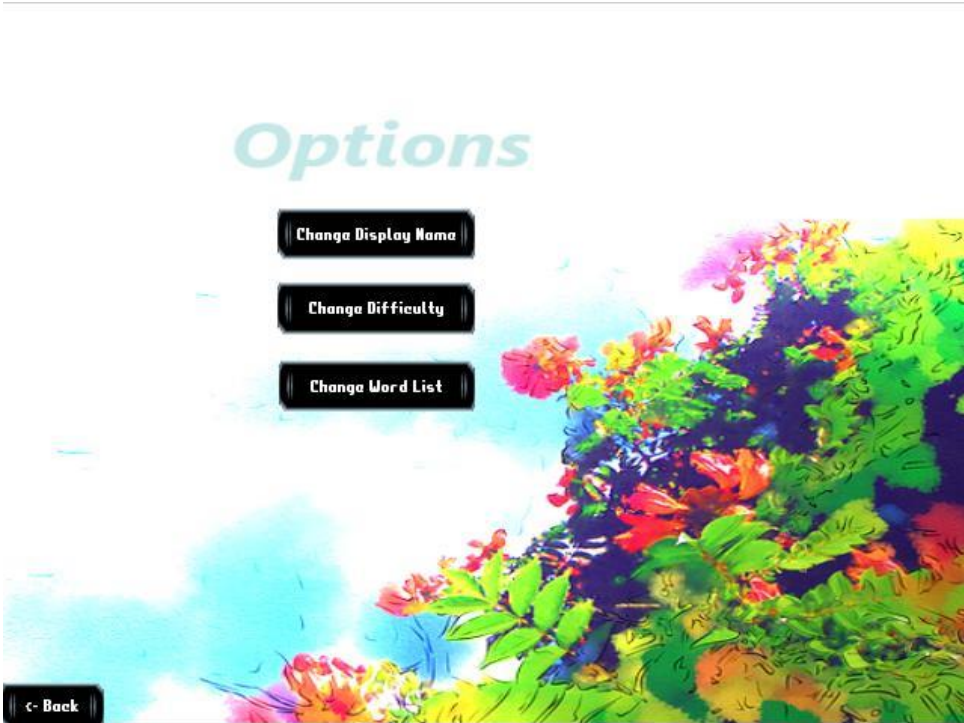 Options
Change Display Name
Change Difficulty
Change Word List
<- Back